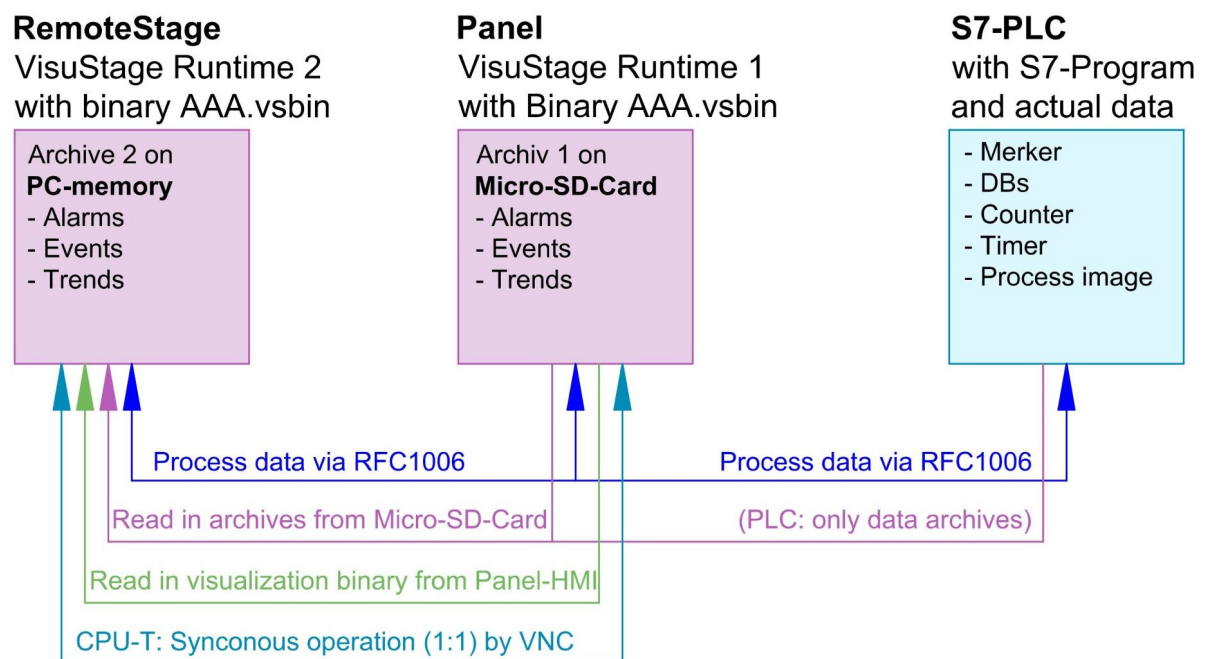 RemoteStage
VisuStage Runtime 2
with binary AAA.vsbin
Archive 2 on
PC-memory
- Alarms
- Events
- Trends
Panel
VisuStage Runtime 1
with Binary AAA.vsbin
Archiv 1 on
Micro-SD-Card
- Alarms
- Events
- Trends
S7-PLC
with S7-Program
and actual data
- Merker
- DBs
- Counter
- Timer
- Process image
Process data via RFC1006
Process data via RFC1006
Read in archives from Micro-SD-Card
(PLC: only data archives)
Read in visualization binary from Panel-HMI
CPU-T: Synconous operation (1:1) by VNC